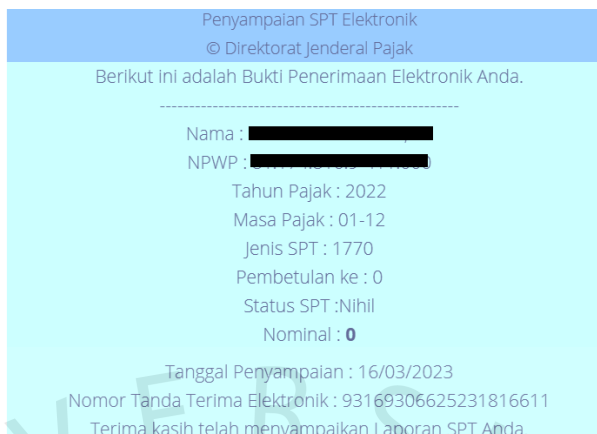 Penyampaian SPT Elektronik
© Direktorat Jenderal Pajak
Berikut ini adalah Bukti Penerimaan Elektronik Anda.
----------------------------------------------------
Nama :
NPWP :
Tahun Pajak : 2022
Masa Pajak : 01-12
Jenis SPT : 1770
Pembetulan ke : 0
Status SPT :Nihil
Nominal : 0
Tanggal Penyampaian : 16/03/2023
Nomor Tanda Terima Elektronik : 93169306625231816611
Terima kasih telah menyampaikan Laporan SPT Anda.